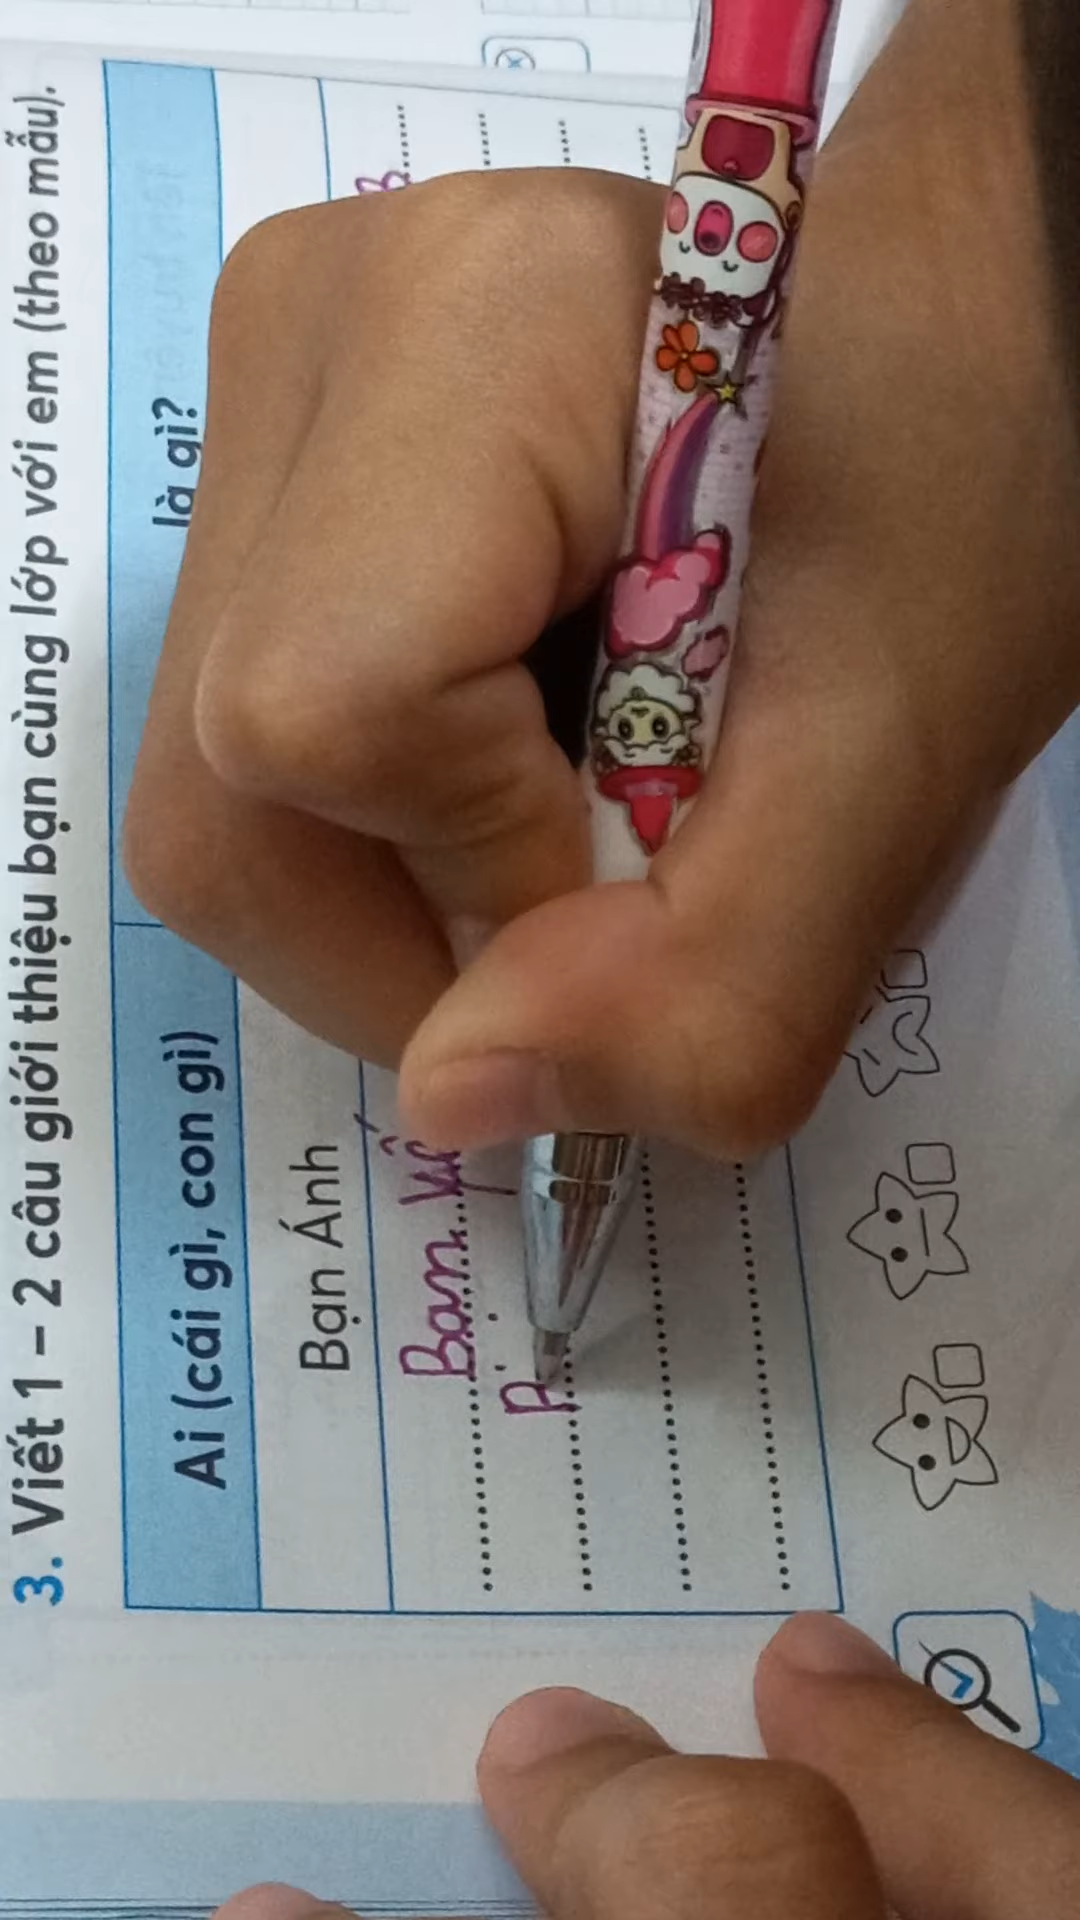 3. Viết 1 – 2 câu giới thiệu bạn cùng lớp với em (theo mẫu).
Ai (cái gì, con gì)
là gì?
Bạn Ánh
Bạn